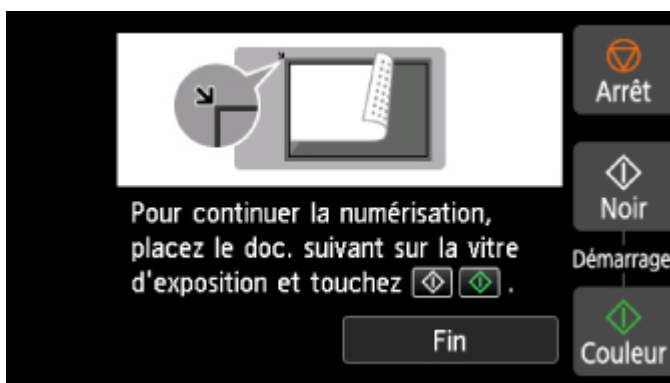 Arrêt
Noir
Pour continuer la numérisation,
placez le doc. suivant sur la vitre
d'exposition et touchez .
Démarrage
Fin
Couleur